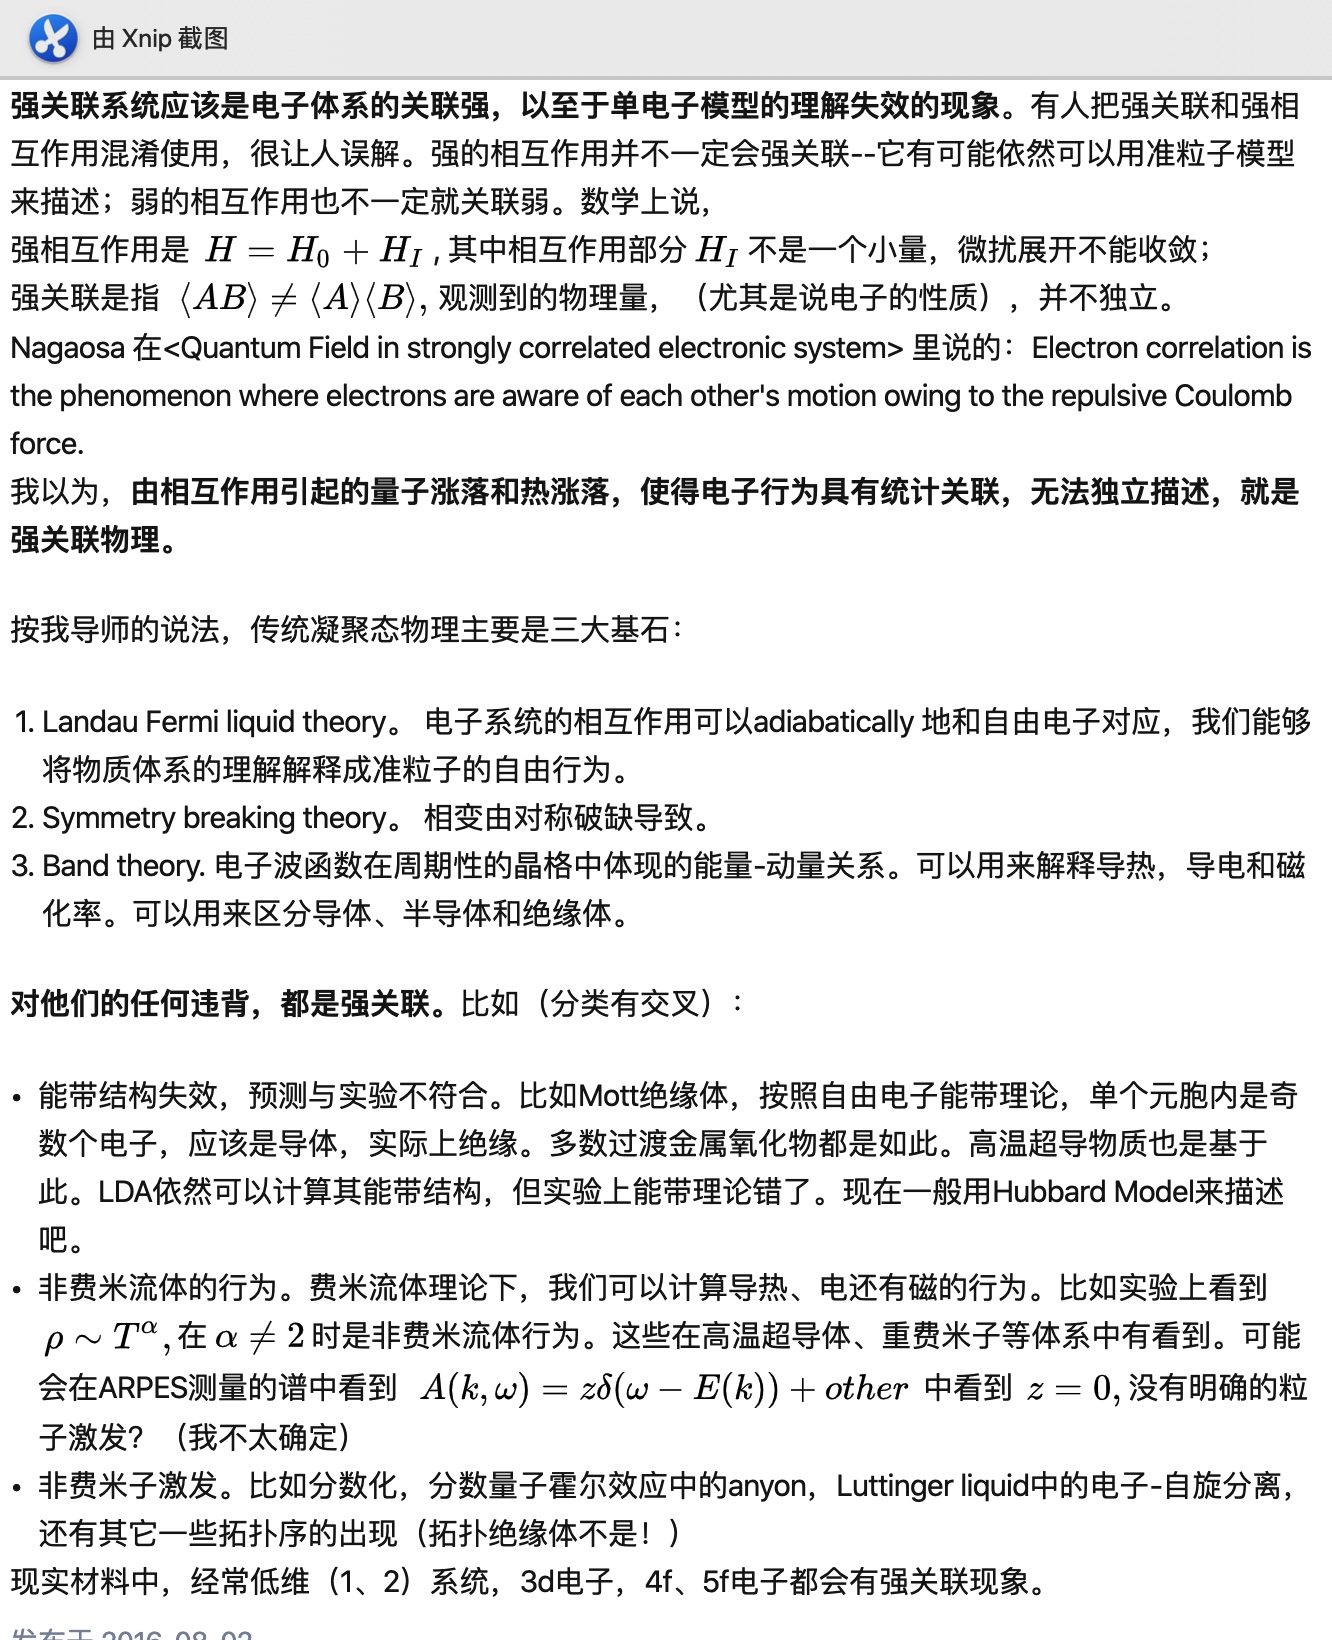 由 Xnip 截图
强关联系统应该是电子体系的关联强，以至于单电子模型的理解失效的现象。有人把强关联和强相
互作用混淆使用，很让人误解。强的相互作用并不一定会强关联--它有可能依然可以用准粒子模型
来描述；弱的相互作用也不一定就关联弱。数学上说，
强相互作用是 H = H₀ + H_I , 其中相互作用部分 H_I 不是一个小量，微扰展开不能收敛；
强关联是指 ⟨AB⟩ ≠ ⟨A⟩⟨B⟩, 观测到的物理量，（尤其是说电子的性质），并不独立。
Nagaosa 在<Quantum Field in strongly correlated electronic system> 里说的：Electron correlation is
the phenomenon where electrons are aware of each other's motion owing to the repulsive Coulomb
force.
我以为，由相互作用引起的量子涨落和热涨落，使得电子行为具有统计关联，无法独立描述，就是
强关联物理。
按我导师的说法，传统凝聚态物理主要是三大基石：
1. Landau Fermi liquid theory。 电子系统的相互作用可以adiabatically 地和自由电子对应，我们能够
将物质体系的理解解释成准粒子的自由行为。
2. Symmetry breaking theory。 相变由对称破缺导致。
3. Band theory. 电子波函数在周期性的晶格中体现的能量-动量关系。可以用来解释导热，导电和磁
化率。可以用来区分导体、半导体和绝缘体。
对他们的任何违背，都是强关联。比如（分类有交叉）：
• 能带结构失效，预测与实验不符合。比如Mott绝缘体，按照自由电子能带理论，单个元胞内是奇
数个电子，应该是导体，实际上绝缘。多数过渡金属氧化物都是如此。高温超导物质也是基于
此。LDA依然可以计算其能带结构，但实验上能带理论错了。现在一般用Hubbard Model来描述
吧。
• 非费米流体的行为。费米流体理论下，我们可以计算导热、电还有磁的行为。比如实验上看到
ρ ∼ T^α, 在 α ≠ 2 时是非费米流体行为。这些在高温超导体、重费米子等体系中有看到。可能
会在ARPES测量的谱中看到 A(k, ω) = zδ(ω − E(k)) + other 中看到 z = 0, 没有明确的粒
子激发？（我不太确定）
• 非费米子激发。比如分数化，分数量子霍尔效应中的anyon，Luttinger liquid中的电子-自旋分离，
还有其它一些拓扑序的出现（拓扑绝缘体不是！）
现实材料中，经常低维（1、2）系统，3d电子，4f、5f电子都会有强关联现象。
发布于 2016-08-02